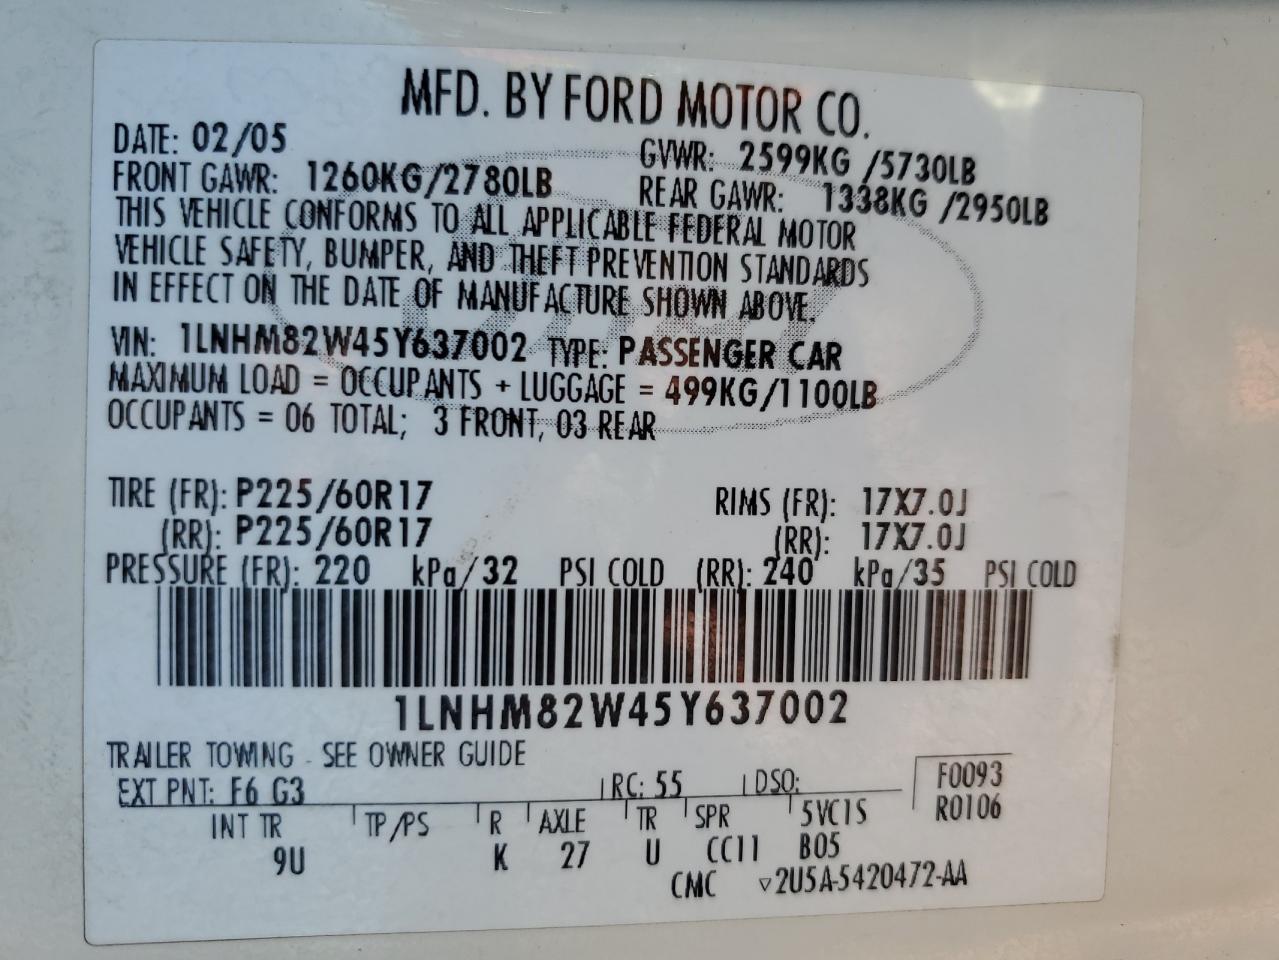 MFD. BY FORD MOTOR CO.
DATE: 02/05 GVWR: 2599KG /5730LB
FRONT GAWR: 1260KG/2780LB REAR GAWR: 1338KG /2950LB
THIS VEHICLE CONFORMS TO ALL APPLICABLE FEDERAL MOTOR
VEHICLE SAFETY, BUMPER, AND THEFT PREVENTION STANDARDS
IN EFFECT ON THE DATE OF MANUFACTURE SHOWN ABOVE.
VIN: 1LNHM82W45Y637002 TYPE: PASSENGER CAR
MAXIMUM LOAD = OCCUPANTS + LUGGAGE = 499KG/1100LB
OCCUPANTS = 06 TOTAL; 3 FRONT, 03 REAR
TIRE (FR): P225/60R17 RIMS (FR): 17X7.0J
(RR): P225/60R17 (RR): 17X7.0J
PRESSURE (FR): 220 kPa/32 PSI COLD (RR): 240 kPa/35 PSI COLD
1LNHM82W45Y637002
TRAILER TOWING - SEE OWNER GUIDE
EXT PNT: F6 G3 RC: 55 DSO: F0093
INT TR TP/PS R AXLE TR SPR 5VC1S R0106
9U K 27 U CC11 B05
CMC ▿2U5A-5420472-AA